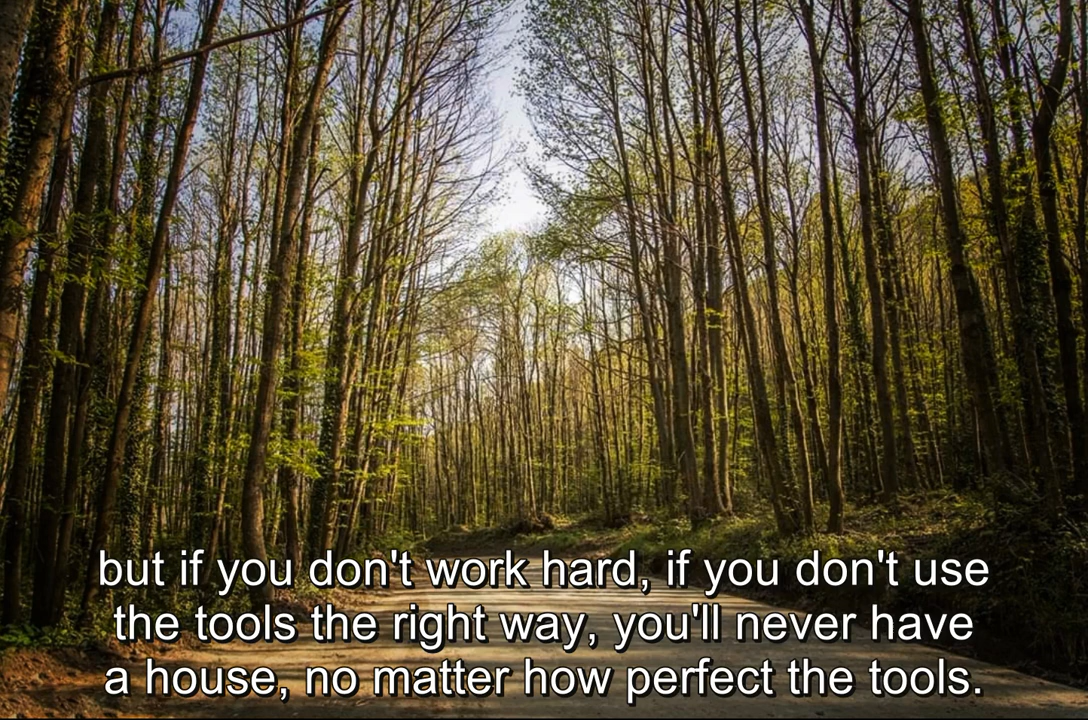 but if you don't work hard, if you don't use
the tools the right way, you'll never have
a house, no matter how perfect the tools.